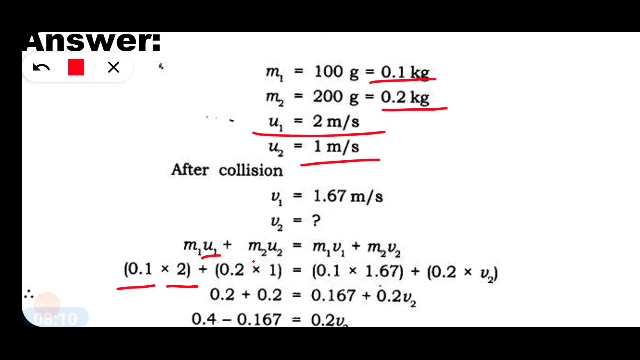 Answer:
m₁ = 100 g = 0.1 kg
m₂ = 200 g = 0.2 kg
u₁ = 2 m/s
u₂ = 1 m/s
After collision
v₁ = 1.67 m/s
v₂ = ?
m₁u₁ + m₂u₂ = m₁v₁ + m₂v₂
(0.1 × 2) + (0.2 × 1) = (0.1 × 1.67) + (0.2 × v₂)
∴ 0.2 + 0.2 = 0.167 + 0.2v₂
08:10
0.4 – 0.167 = 0.2v₂